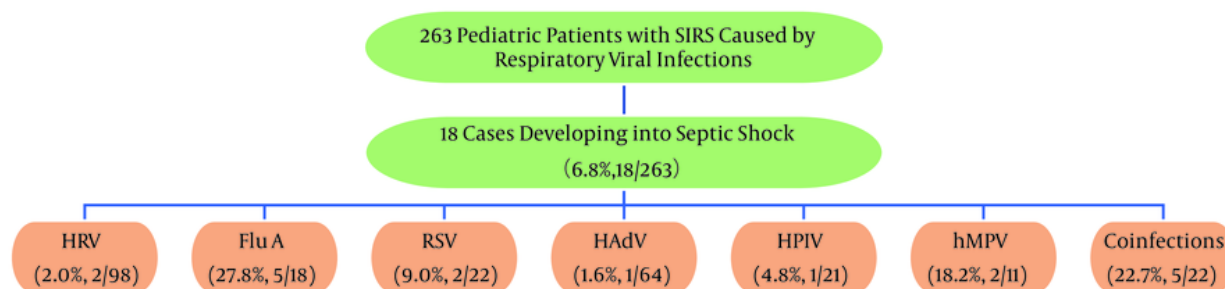 263 Pediatric Patients with SIRS Caused by
Respiratory Viral Infections
18 Cases Developing into Septic Shock
(6.8%,18/263)
HRV
(2.0%, 2/98)
Flu A
(27.8%, 5/18)
RSV
(9.0%, 2/22)
HAdV
(1.6%, 1/64)
HPIV
(4.8%, 1/21)
hMPV
(18.2%, 2/11)
Coinfections
(22.7%, 5/22)